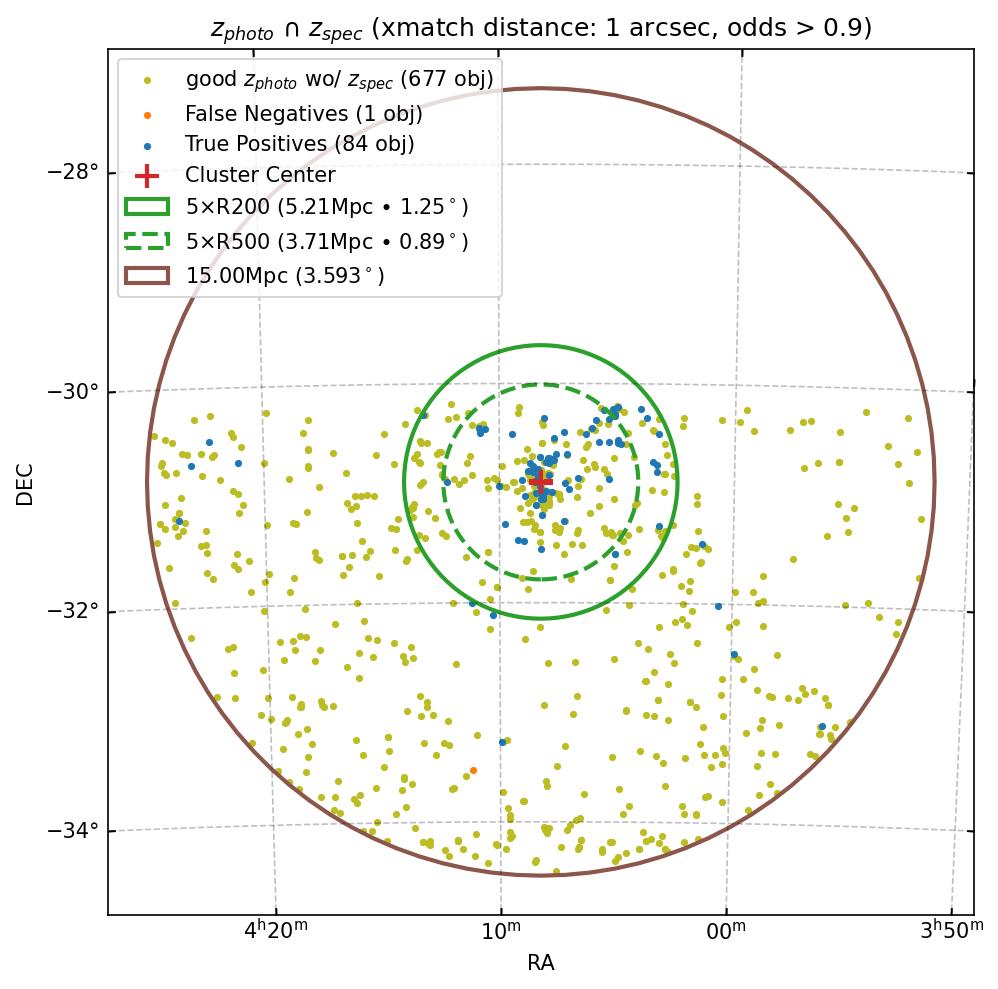 z_photo ∩ z_spec (xmatch distance: 1 arcsec, odds > 0.9)
good z_photo wo/ z_spec (677 obj)
False Negatives (1 obj)
True Positives (84 obj)
Cluster Center
5×R200 (5.21Mpc • 1.25°)
5×R500 (3.71Mpc • 0.89°)
15.00Mpc (3.593°)
−28°
−30°
−32°
−34°
DEC
4ʰ20ᵐ
10ᵐ
00ᵐ
3ʰ50ᵐ
RA